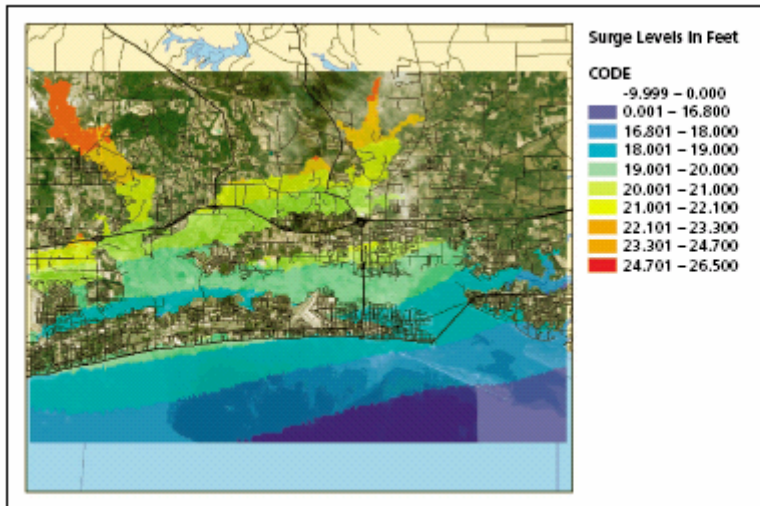 Surge Levels In Feet
CODE
-9.999 – 0.000
0.001 – 16.800
16.801 – 18.000
18.001 – 19.000
19.001 – 20.000
20.001 – 21.000
21.001 – 22.100
22.101 – 23.300
23.301 – 24.700
24.701 – 26.500